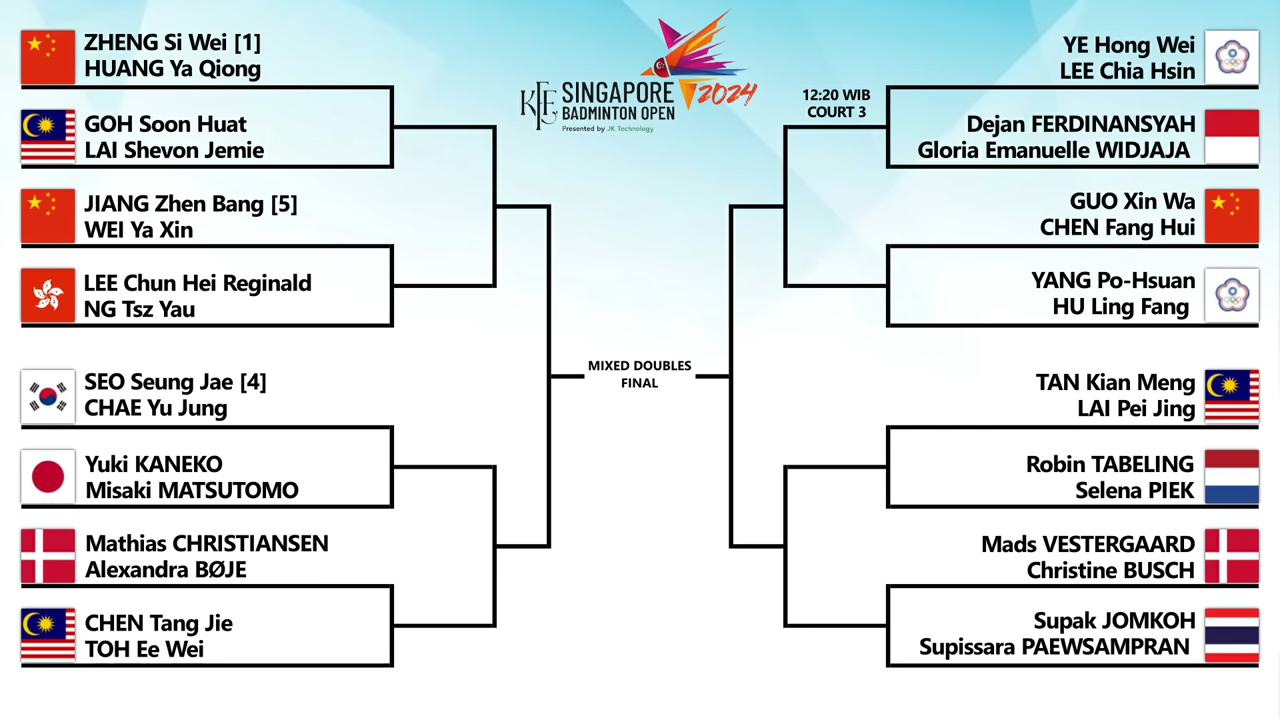 ZHENG Si Wei [1]
HUANG Ya Qiong
GOH Soon Huat
LAI Shevon Jemie
JIANG Zhen Bang [5]
WEI Ya Xin
LEE Chun Hei Reginald
NG Tsz Yau
SEO Seung Jae [4]
CHAE Yu Jung
Yuki KANEKO
Misaki MATSUTOMO
Mathias CHRISTIANSEN
Alexandra BØJE
CHEN Tang Jie
TOH Ee Wei
KFF SINGAPORE
BADMINTON OPEN
2024
Presented by JK Technology
MIXED DOUBLES
FINAL
12:20 WIB
COURT 3
YE Hong Wei
LEE Chia Hsin
Dejan FERDINANSYAH
Gloria Emanuelle WIDJAJA
GUO Xin Wa
CHEN Fang Hui
YANG Po-Hsuan
HU Ling Fang
TAN Kian Meng
LAI Pei Jing
Robin TABELING
Selena PIEK
Mads VESTERGAARD
Christine BUSCH
Supak JOMKOH
Supissara PAEWSAMPRAN